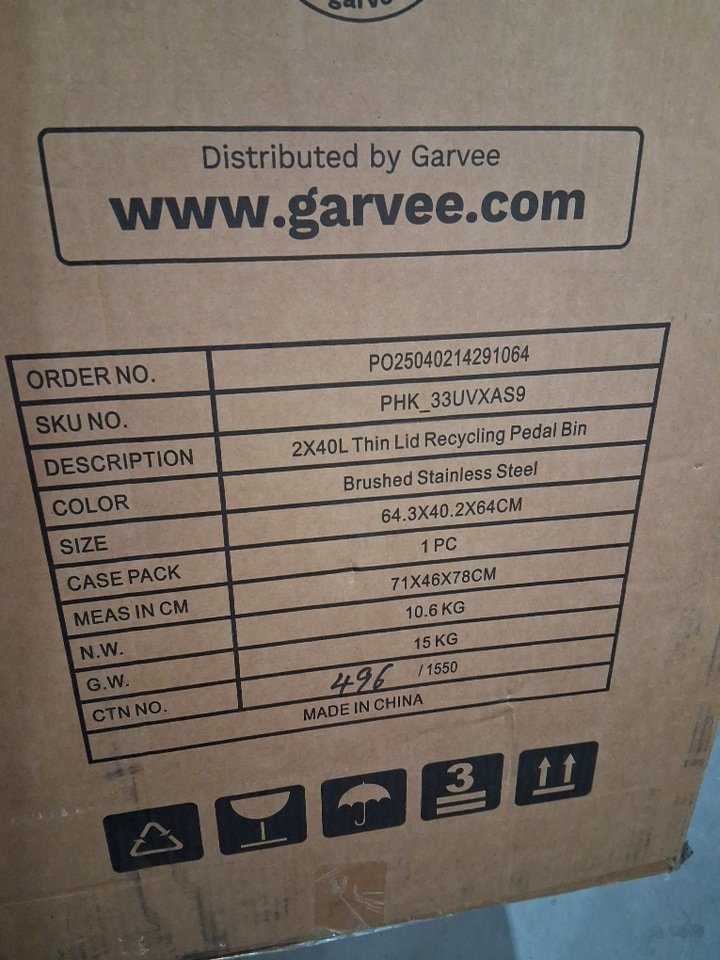 garve
Distributed by Garvee
www.garvee.com
ORDER NO. PO25040214291064
SKU NO. PHK_33UVXAS9
DESCRIPTION 2X40L Thin Lid Recycling Pedal Bin
COLOR Brushed Stainless Steel
SIZE 64.3X40.2X64CM
CASE PACK 1 PC
MEAS IN CM 71X46X78CM
N.W. 10.6 KG
G.W. 15 KG
CTN NO. 496 /1550
MADE IN CHINA
3